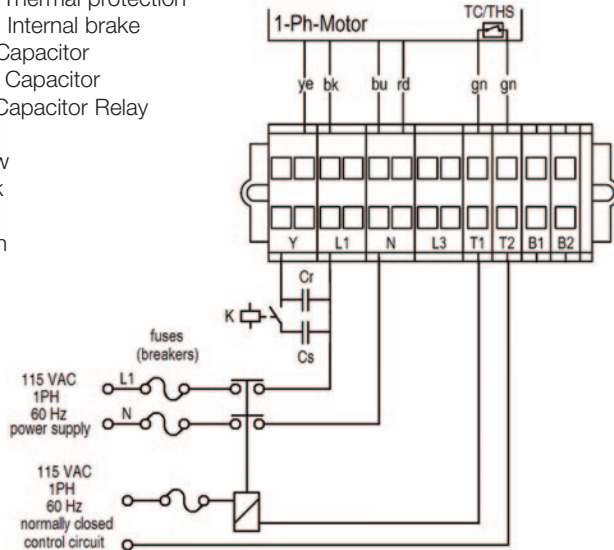 Thermal protection
Internal brake
Capacitor
Capacitor
Capacitor Relay
1-Ph-Motor
TC/THS
ye bk bu rd gn gn
Y L1 N L3 T1 T2 B1 B2
Cr
K
Cs
fuses
(breakers)
115 VAC
1PH
60 Hz
power supply
L1
N
115 VAC
1PH
60 Hz
normally closed
control circuit